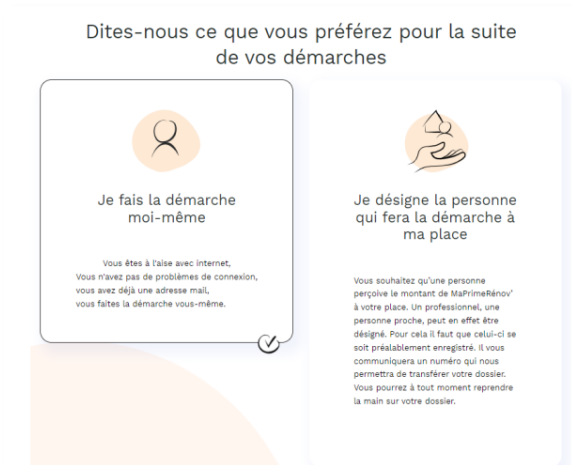 Dites-nous ce que vous préférez pour la suite
de vos démarches
Je fais la démarche
moi-même
Vous êtes à l'aise avec internet,
Vous n'avez pas de problèmes de connexion,
vous avez déjà une adresse mail,
vous faites la démarche vous-même.
Je désigne la personne
qui fera la démarche à
ma place
Vous souhaitez qu'une personne
perçoive le montant de MaPrimeRénov'
à votre place. Un professionnel, une
personne proche, peut en effet être
désigné. Pour cela il faut que celui-ci se
soit préalablement enregistré. Il vous
communiquera un numéro qui nous
permettra de transférer votre dossier.
Vous pourrez à tout moment reprendre
la main sur votre dossier.